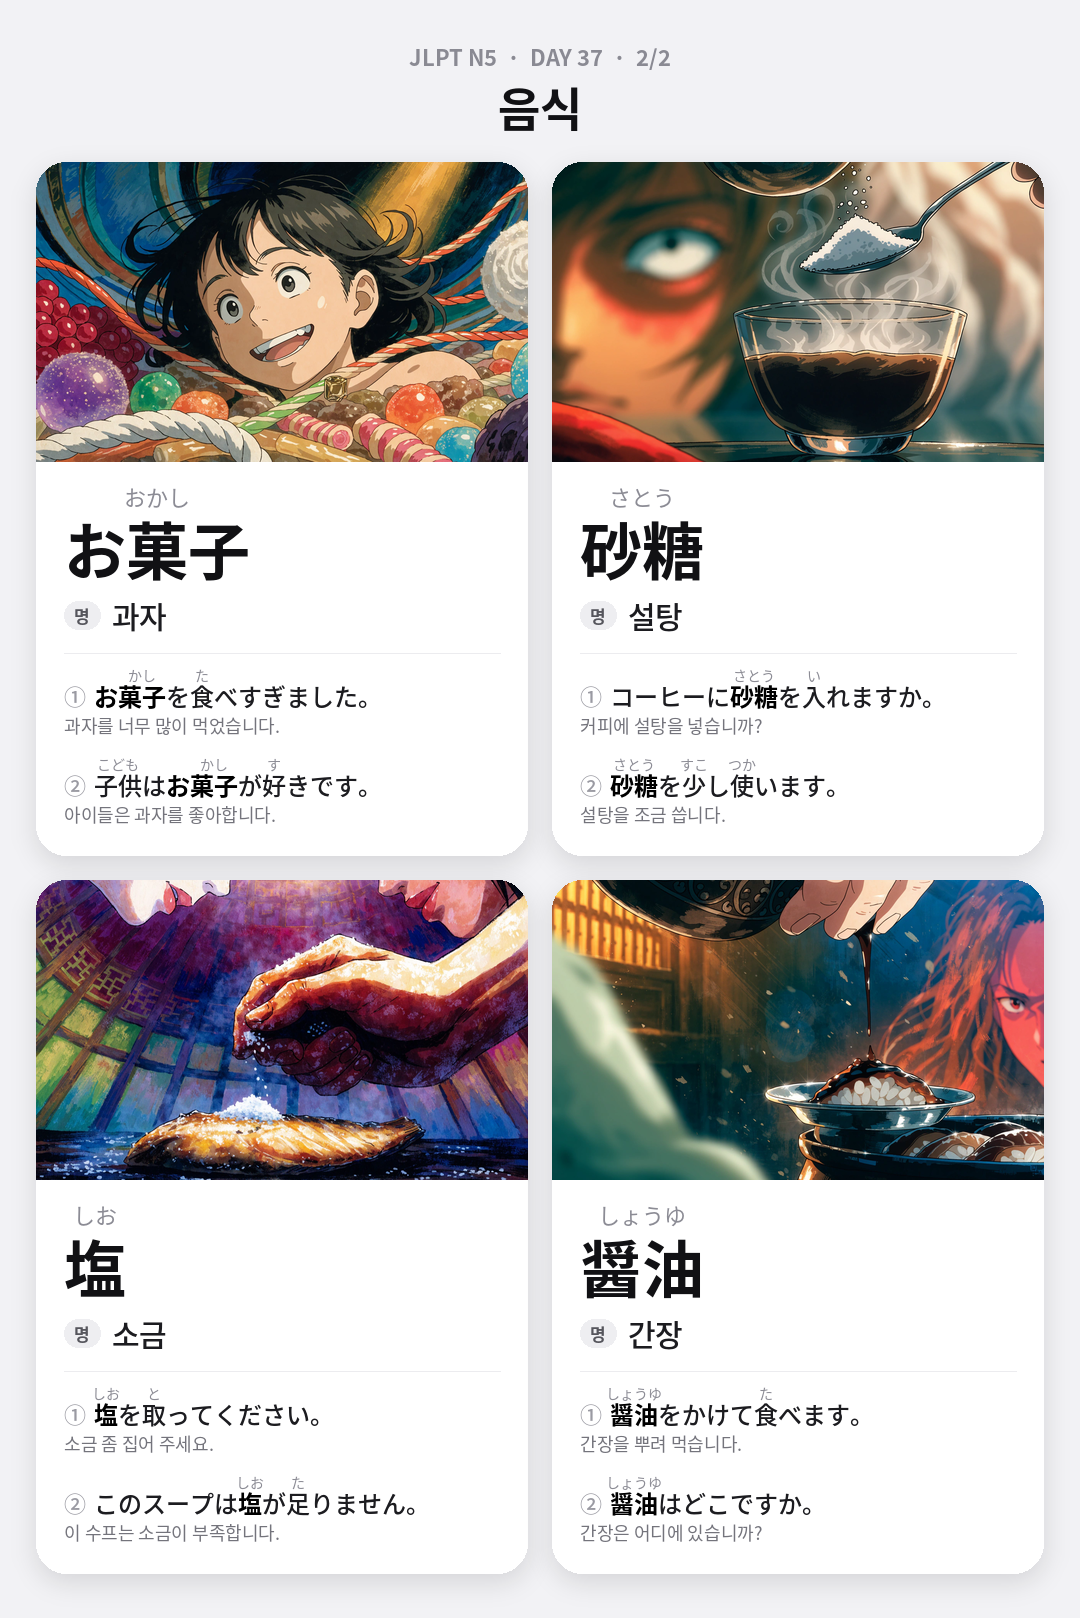 JLPT N5 · DAY 37 · 2/2
음식
おかし
お菓子
명 과자
かし た
① お菓子を食べすぎました。
과자를 너무 많이 먹었습니다.
こども かし す
② 子供はお菓子が好きです。
아이들은 과자를 좋아합니다.
さとう
砂糖
명 설탕
さとう い
① コーヒーに砂糖を入れますか。
커피에 설탕을 넣습니까?
さとう すこ つか
② 砂糖を少し使います。
설탕을 조금 씁니다.
しお
塩
명 소금
しお と
① 塩を取ってください。
소금 좀 집어 주세요.
しお た
② このスープは塩が足りません。
이 수프는 소금이 부족합니다.
しょうゆ
醤油
명 간장
しょうゆ た
① 醤油をかけて食べます。
간장을 뿌려 먹습니다.
しょうゆ
② 醤油はどこですか。
간장은 어디에 있습니까?